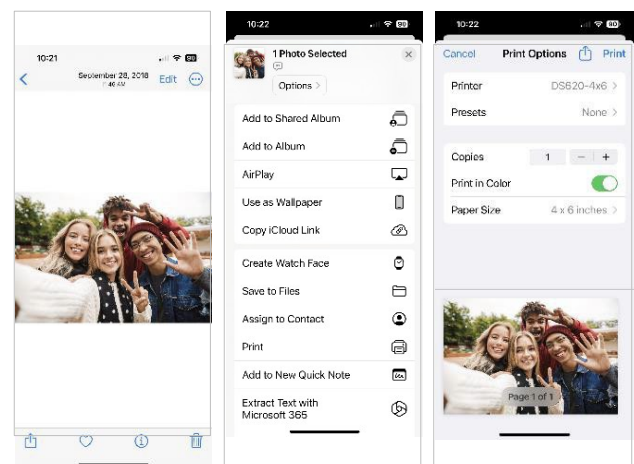 10:21
September 28, 2018
Edit
10:22
90
1 Photo Selected
Options >
Add to Shared Album
Add to Album
AirPlay
Use as Wallpaper
Copy iCloud Link
Create Watch Face
Save to Files
Assign to Contact
Print
Add to New Quick Note
Extract Text with
Microsoft 365
10:22
90
Cancel Print Options Print
Printer DS620-4x6 >
Presets None >
Copies 1 - +
Print in Color
Paper Size 4 x 6 inches >
Page 1 of 1